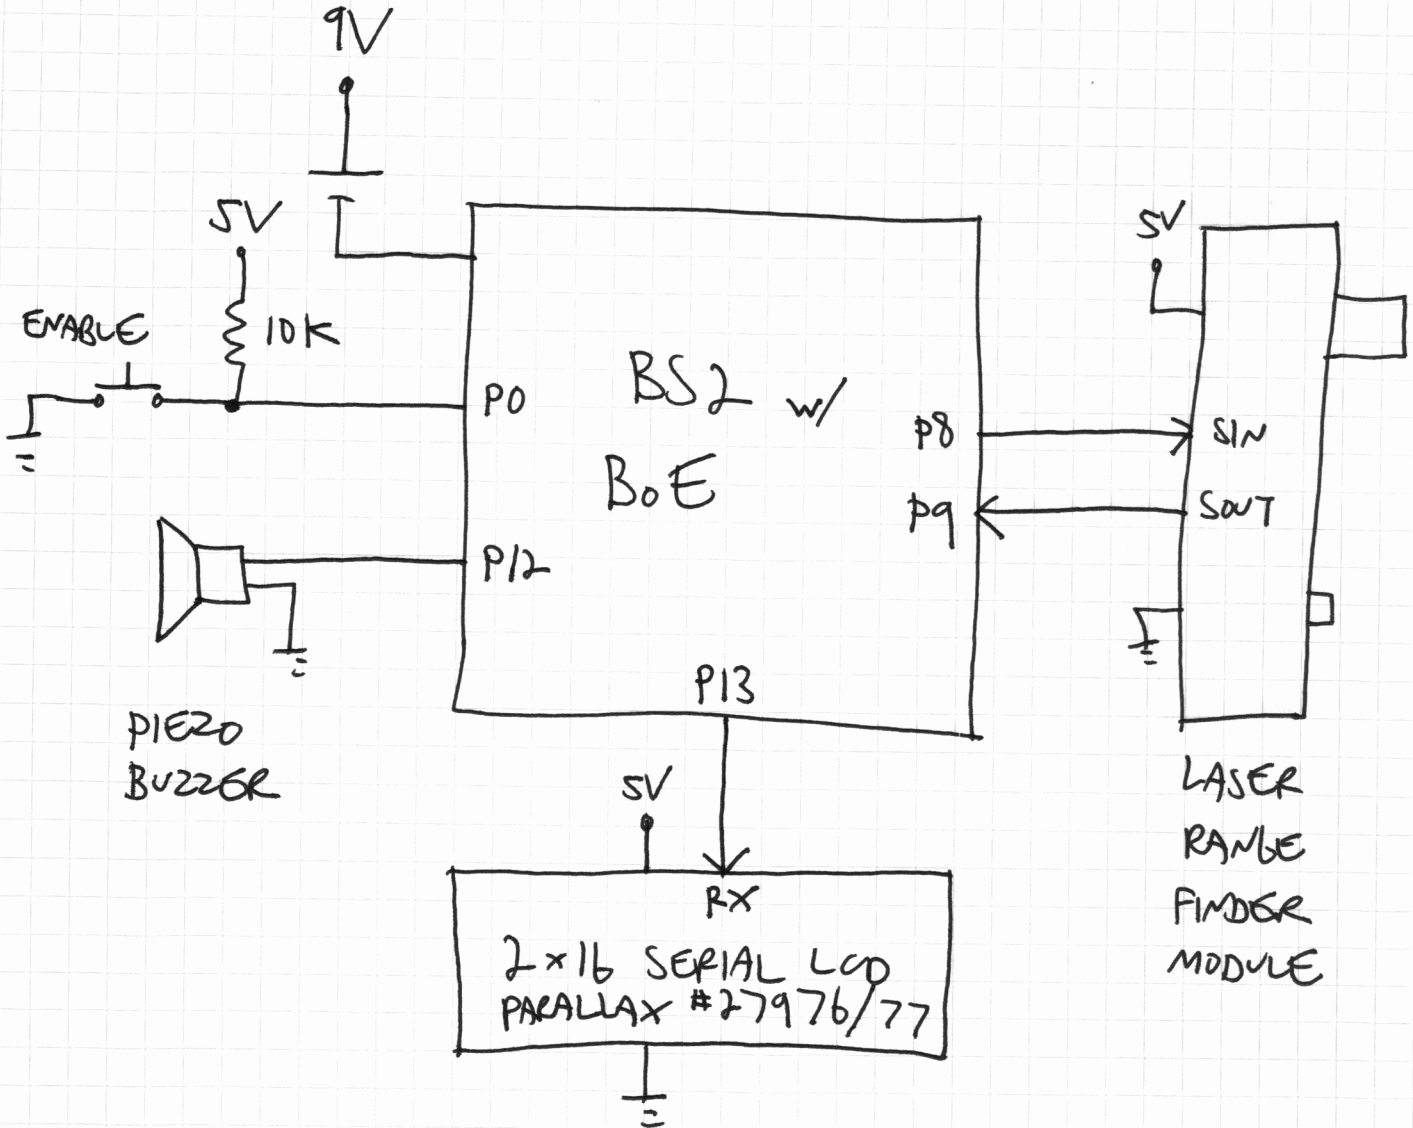 9V
5V
10K
ENABLE
P0
BS2 w/
BoE
P12
P8
P9
P13
5V
SIN
SOUT
PIEZO
BUZZER
5V
RX
2x16 SERIAL LCD
PARALLAX #27976/77
LASER
RANGE
FINDER
MODULE